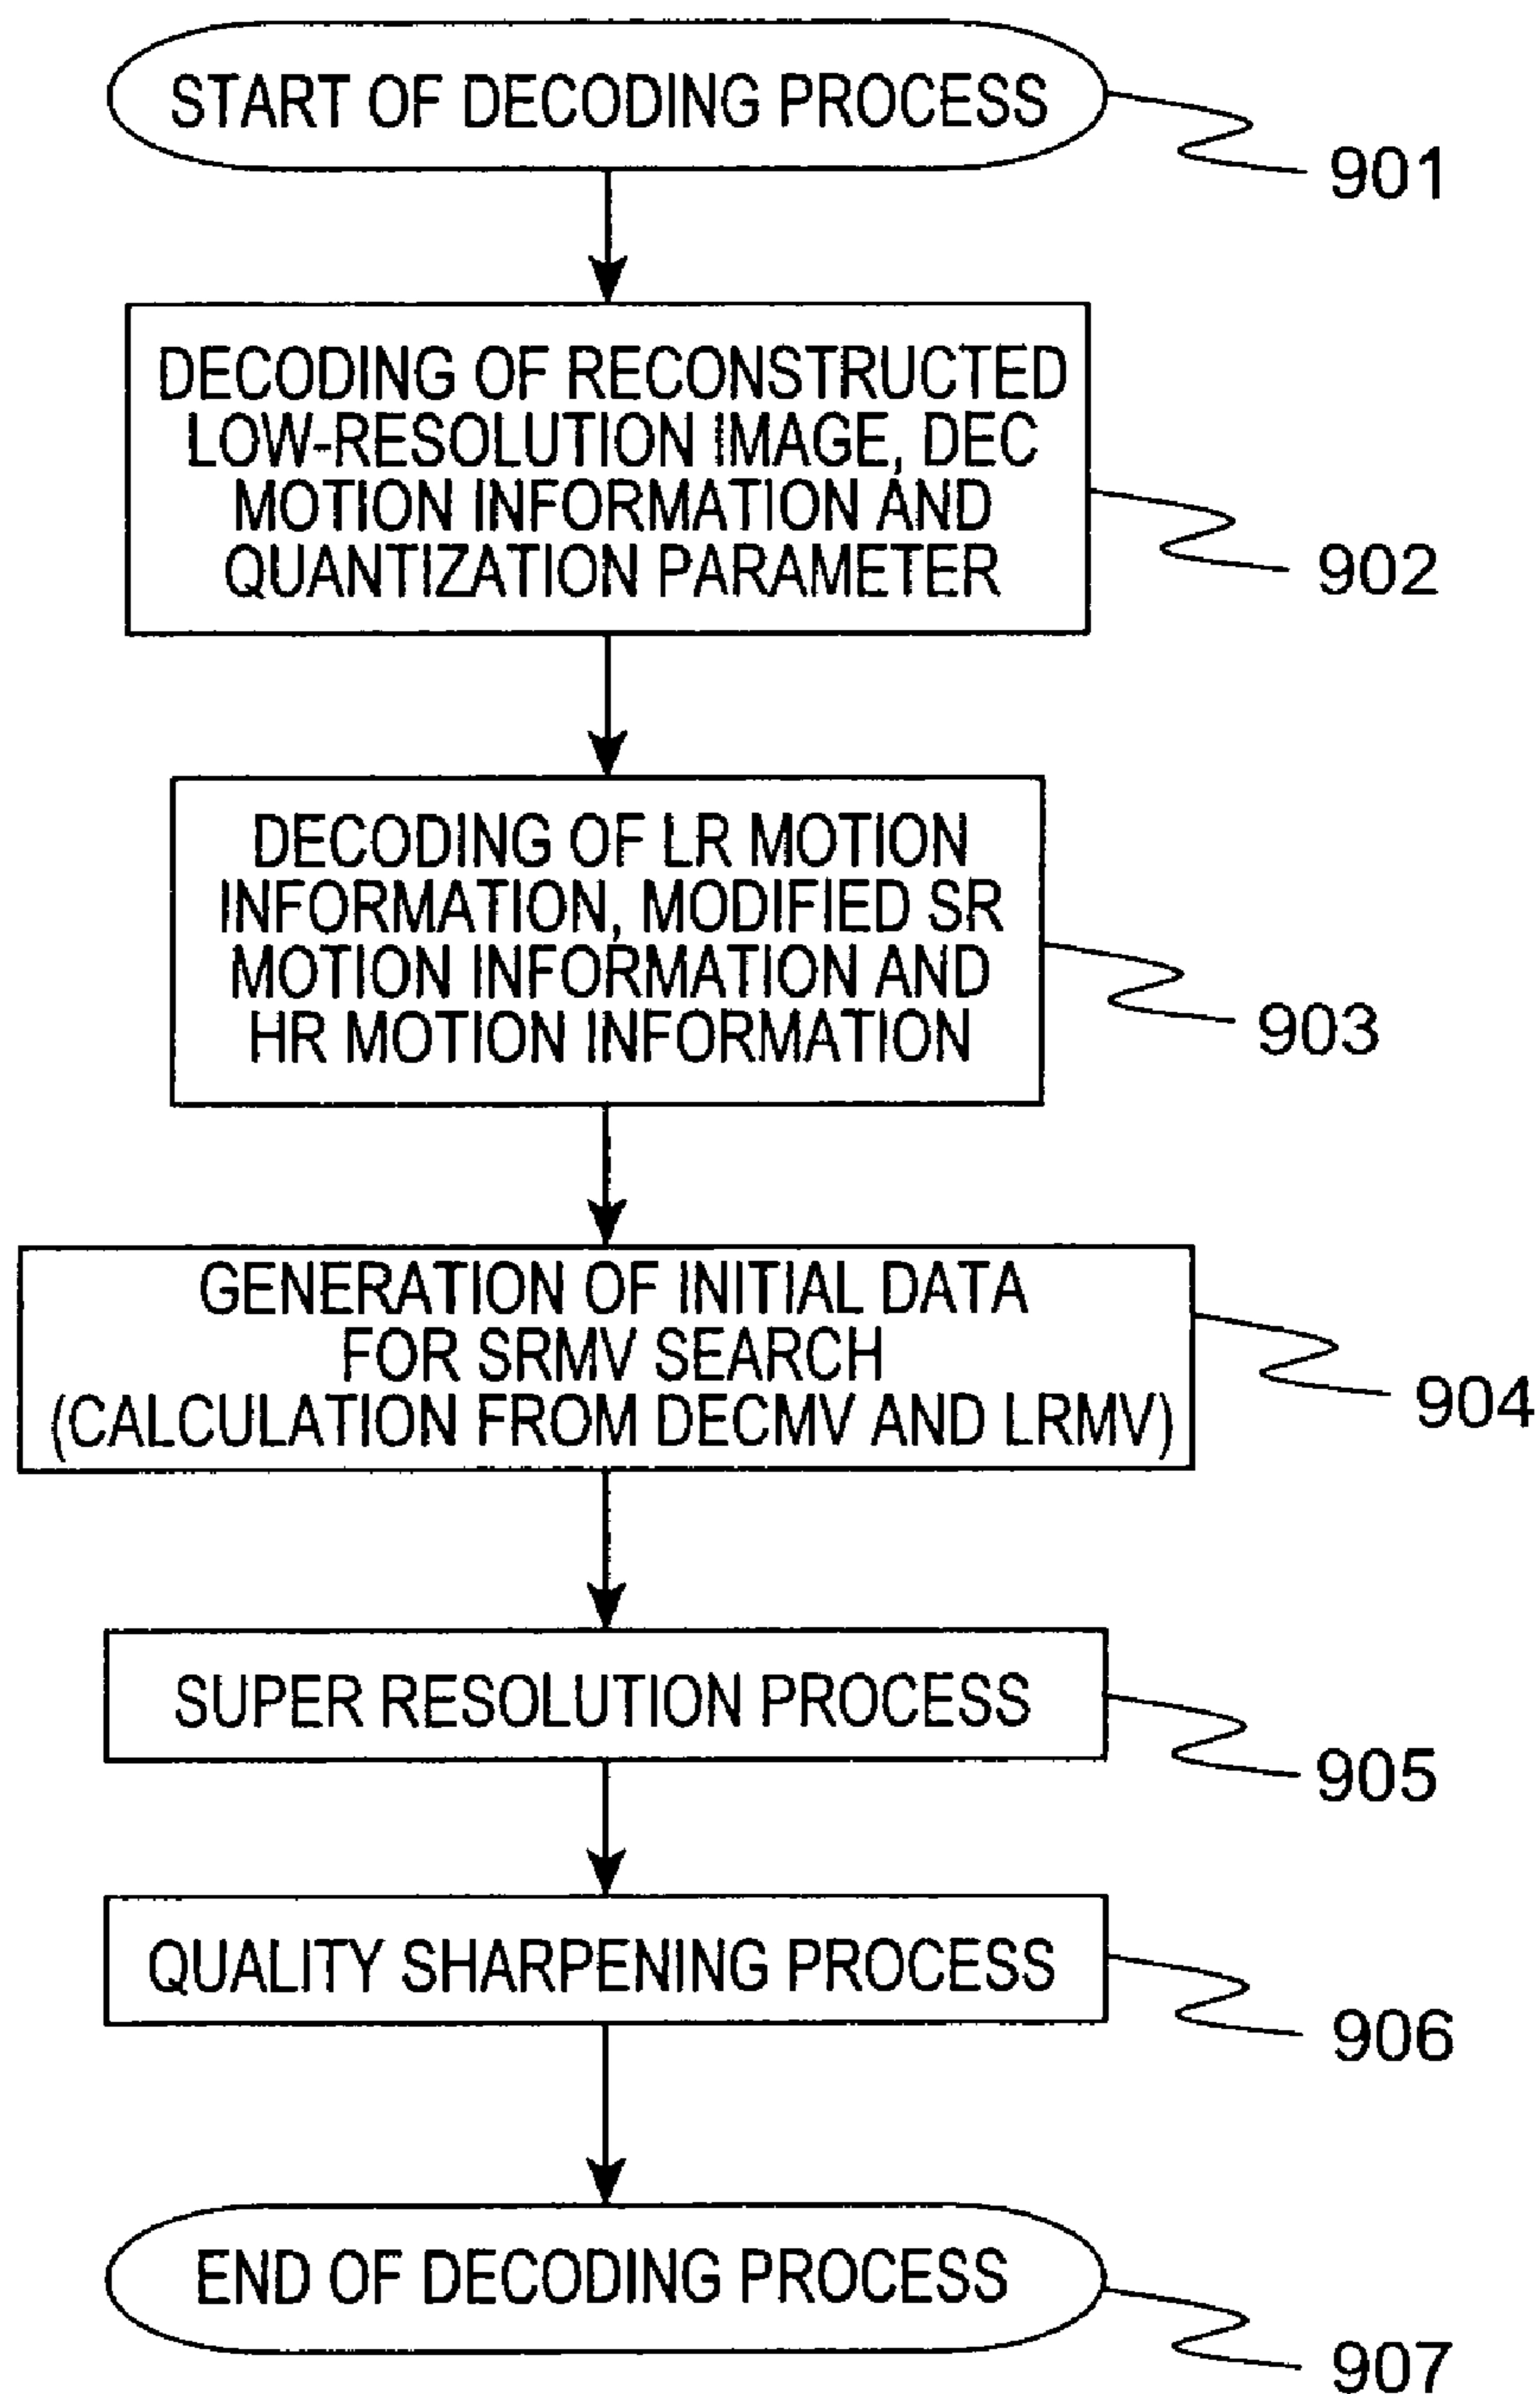 START OF DECODING PROCESS
901
DECODING OF RECONSTRUCTED
LOW-RESOLUTION IMAGE, DEC
MOTION INFORMATION AND
QUANTIZATION PARAMETER
902
DECODING OF LR MOTION
INFORMATION, MODIFIED SR
MOTION INFORMATION AND
HR MOTION INFORMATION
903
GENERATION OF INITIAL DATA
FOR SRMV SEARCH
(CALCULATION FROM DECMV AND LRMV)
904
SUPER RESOLUTION PROCESS
905
QUALITY SHARPENING PROCESS
906
END OF DECODING PROCESS
907